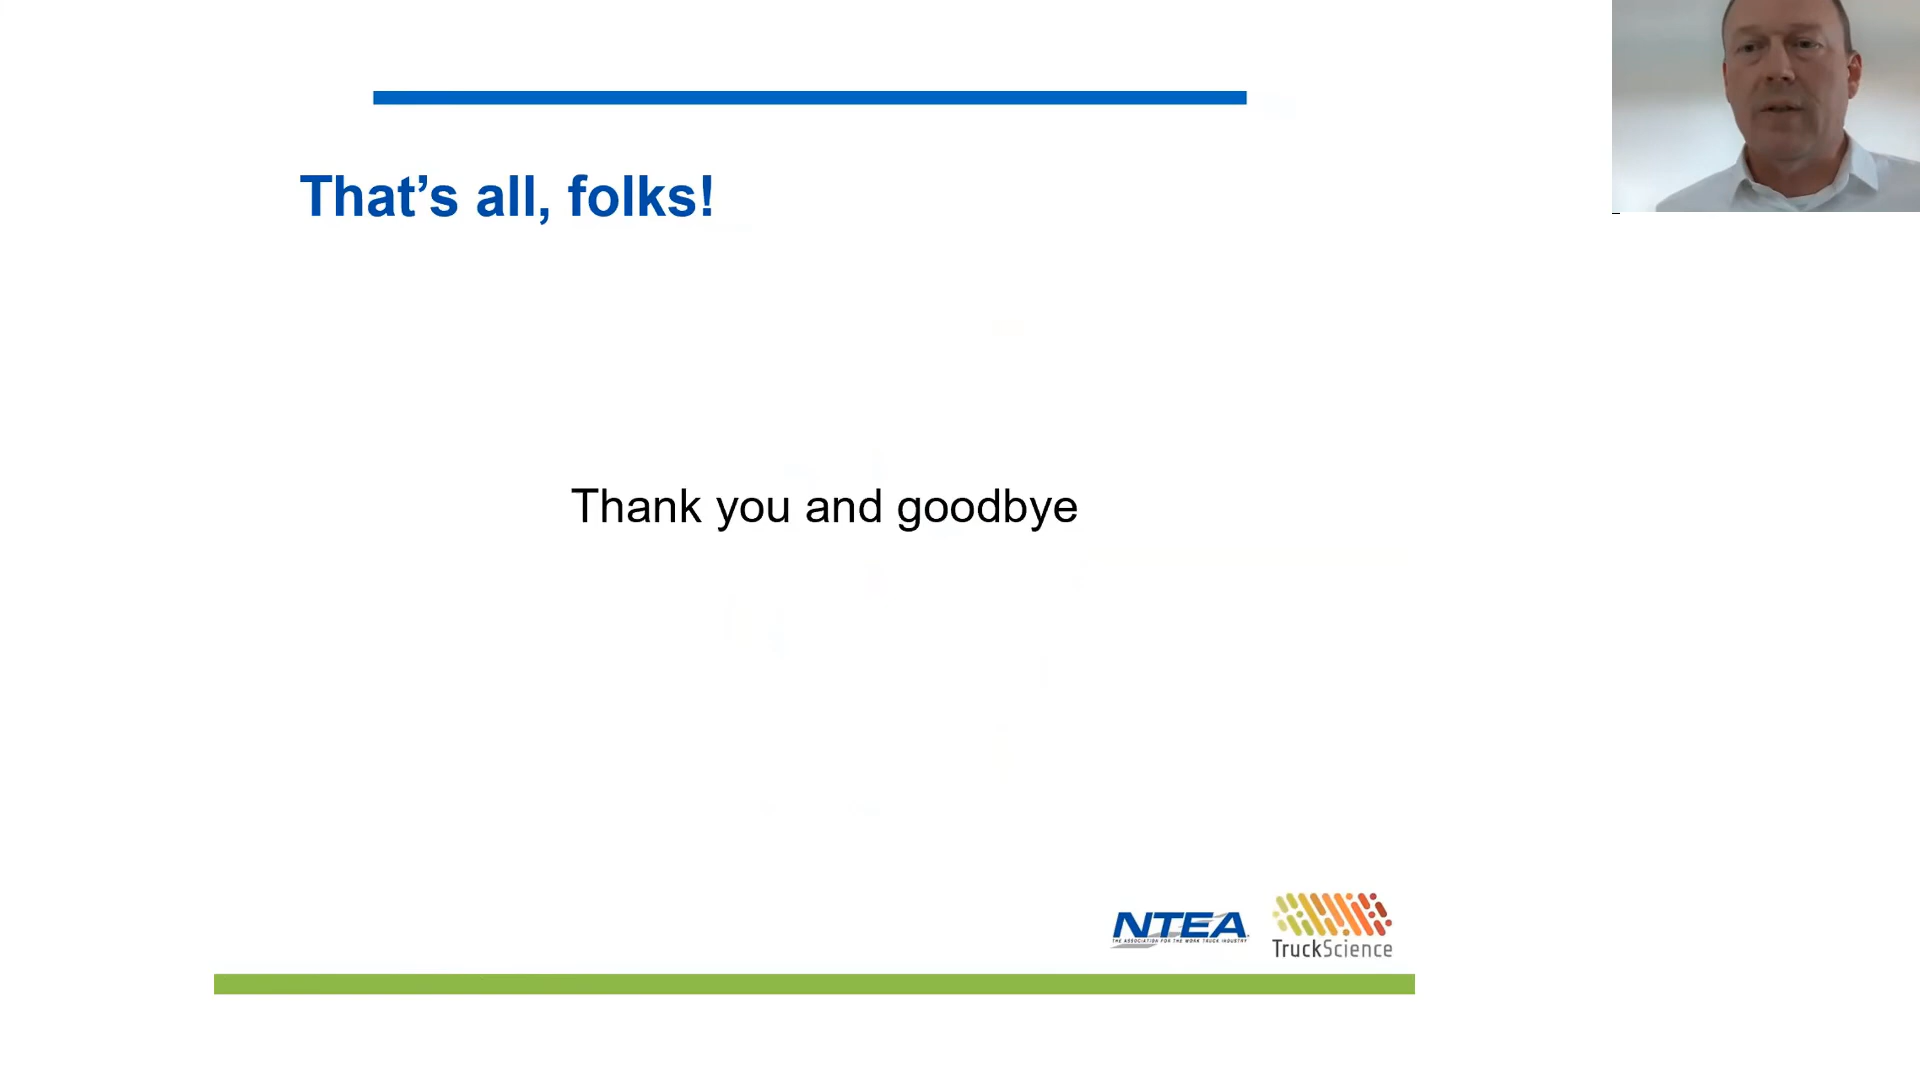 That’s all, folks!
Thank you and goodbye
NTEA
THE ASSOCIATION FOR THE WORK TRUCK INDUSTRY
TruckScience